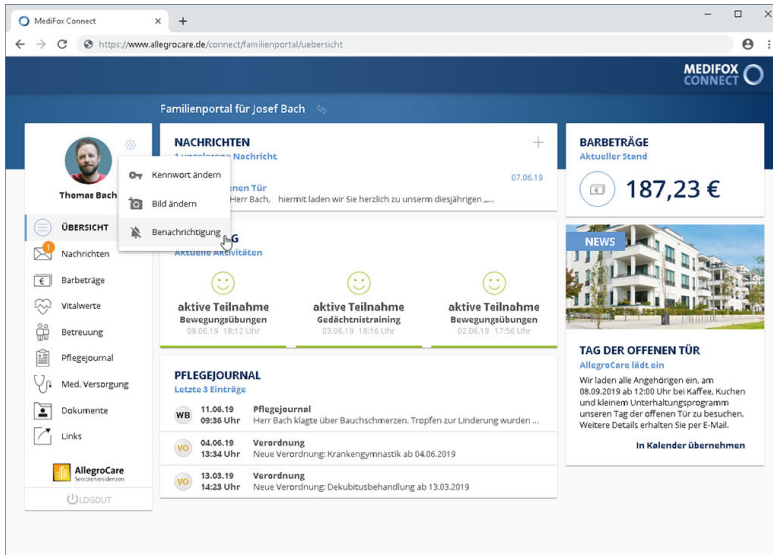 MediFox Connect
https://www.allegrocare.de/connect/familienportal/uebersicht
MEDIFOX
CONNECT
Familienportal für Josef Bach
Thomas Bach
ÜBERSICHT
1
Nachrichten
Barbeträge
Vitalwerte
Betreuung
Pflegejournal
Med. Versorgung
Dokumente
Links
AllegroCare
Seniorenresidenzen
LOGOUT
Kennwort ändern
Bild ändern
Benachrichtigung
NACHRICHTEN
Nachricht
07.06.19
enen Tür
Herr Bach, hiermit laden wir Sie herzlich zu unserm diesjährigen „...
G
Aktuelle Aktivitäten
aktive Teilnahme
Bewegungsübungen
09.06.19 18:12 Uhr
aktive Teilnahme
Gedächtnistraining
03.06.19 18:16 Uhr
aktive Teilnahme
Bewegungsübungen
02.06.19 17:56 Uhr
PFLEGEJOURNAL
Letzte 3 Einträge
WB
11.06.19 Pflegejournal
09:36 Uhr Herr Bach klagte über Bauchschmerzen. Tropfen zur Linderung wurden ...
VO
04.06.19 Verordnung
13:34 Uhr Neue Verordnung: Krankengymnastik ab 04.06.2019
VO
13.03.19 Verordnung
14:23 Uhr Neue Verordnung: Dekubitusbehandlung ab 13.03.2019
BARBETRÄGE
Aktueller Stand
187,23 €
NEWS
TAG DER OFFENEN TÜR
AllegroCare lädt ein
Wir laden alle Angehörigen ein, am
08.09.2019 ab 12:00 Uhr bei Kaffee, Kuchen
und kleinem Unterhaltungsprogramm
unseren Tag der offenen Tür zu besuchen.
Weitere Details erhalten Sie per E-Mail.
In Kalender übernehmen